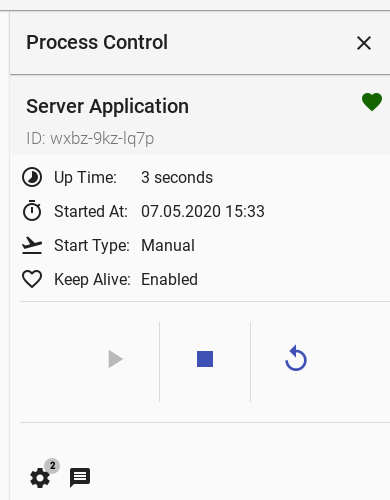 Process Control
Server Application
ID: wxbz-9kz-lq7p
Up Time: 3 seconds
Started At: 07.05.2020 15:33
Start Type: Manual
Keep Alive: Enabled
2